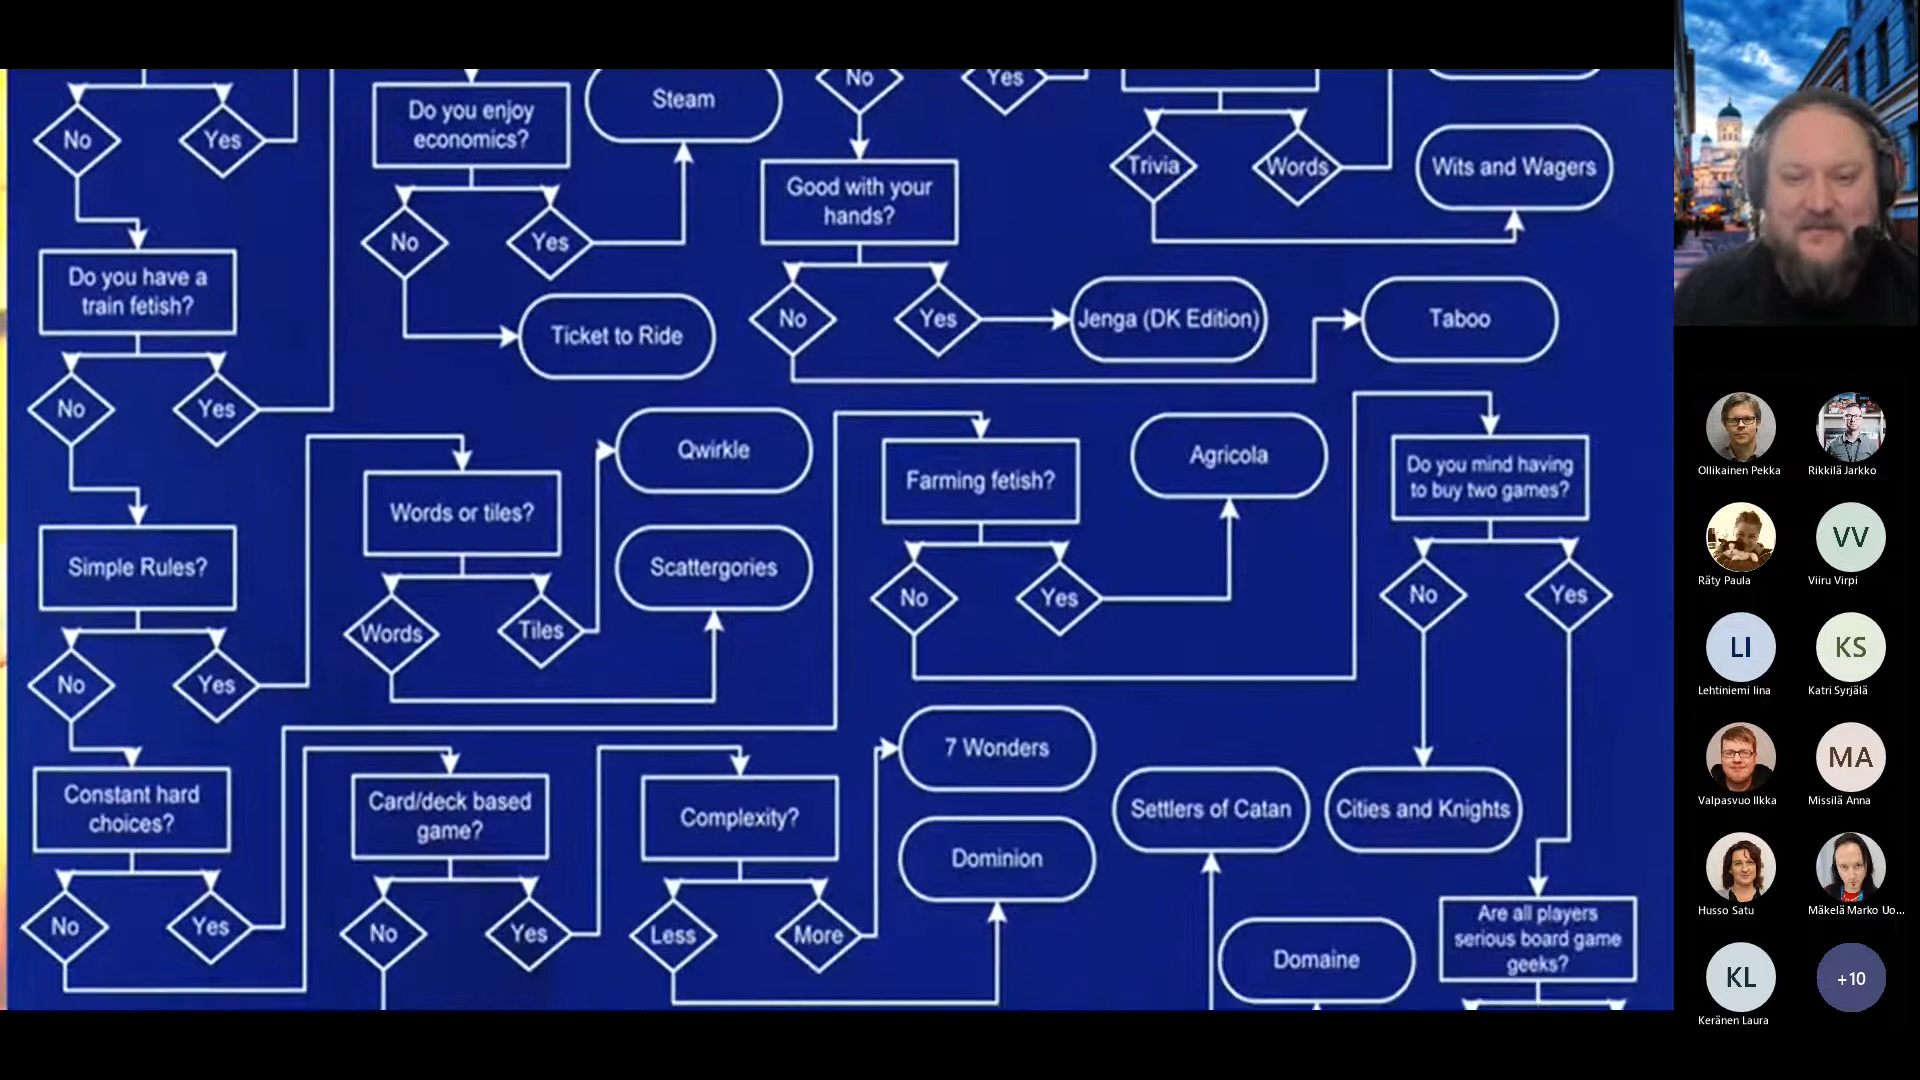 No
Yes
Do you enjoy
economics?
Steam
No
Yes
Trivia
Words
Wits and Wagers
No
Yes
Good with your
hands?
Do you have a
train fetish?
Ticket to Ride
No
Yes
Jenga (DK Edition)
Taboo
No
Yes
Simple Rules?
Words or tiles?
Qwirkle
Scattergories
Words
Tiles
Farming fetish?
Agricola
No
Yes
Do you mind having
to buy two games?
No
Yes
No
Yes
Constant hard
choices?
Card/deck based
game?
Complexity?
7 Wonders
Dominion
Settlers of Catan
Cities and Knights
No
Yes
No
Yes
Less
More
Domaine
Are all players
serious board game
geeks?
Ollikainen Pekka
Rikkilä Jarkko
Räty Paula
VV
Viiru Virpi
LI
Lehtiniemi Iina
KS
Katri Syrjälä
Valpasvuo Ilkka
MA
Missilä Anna
Husso Satu
Mäkelä Marko Uo...
KL
Keränen Laura
+10